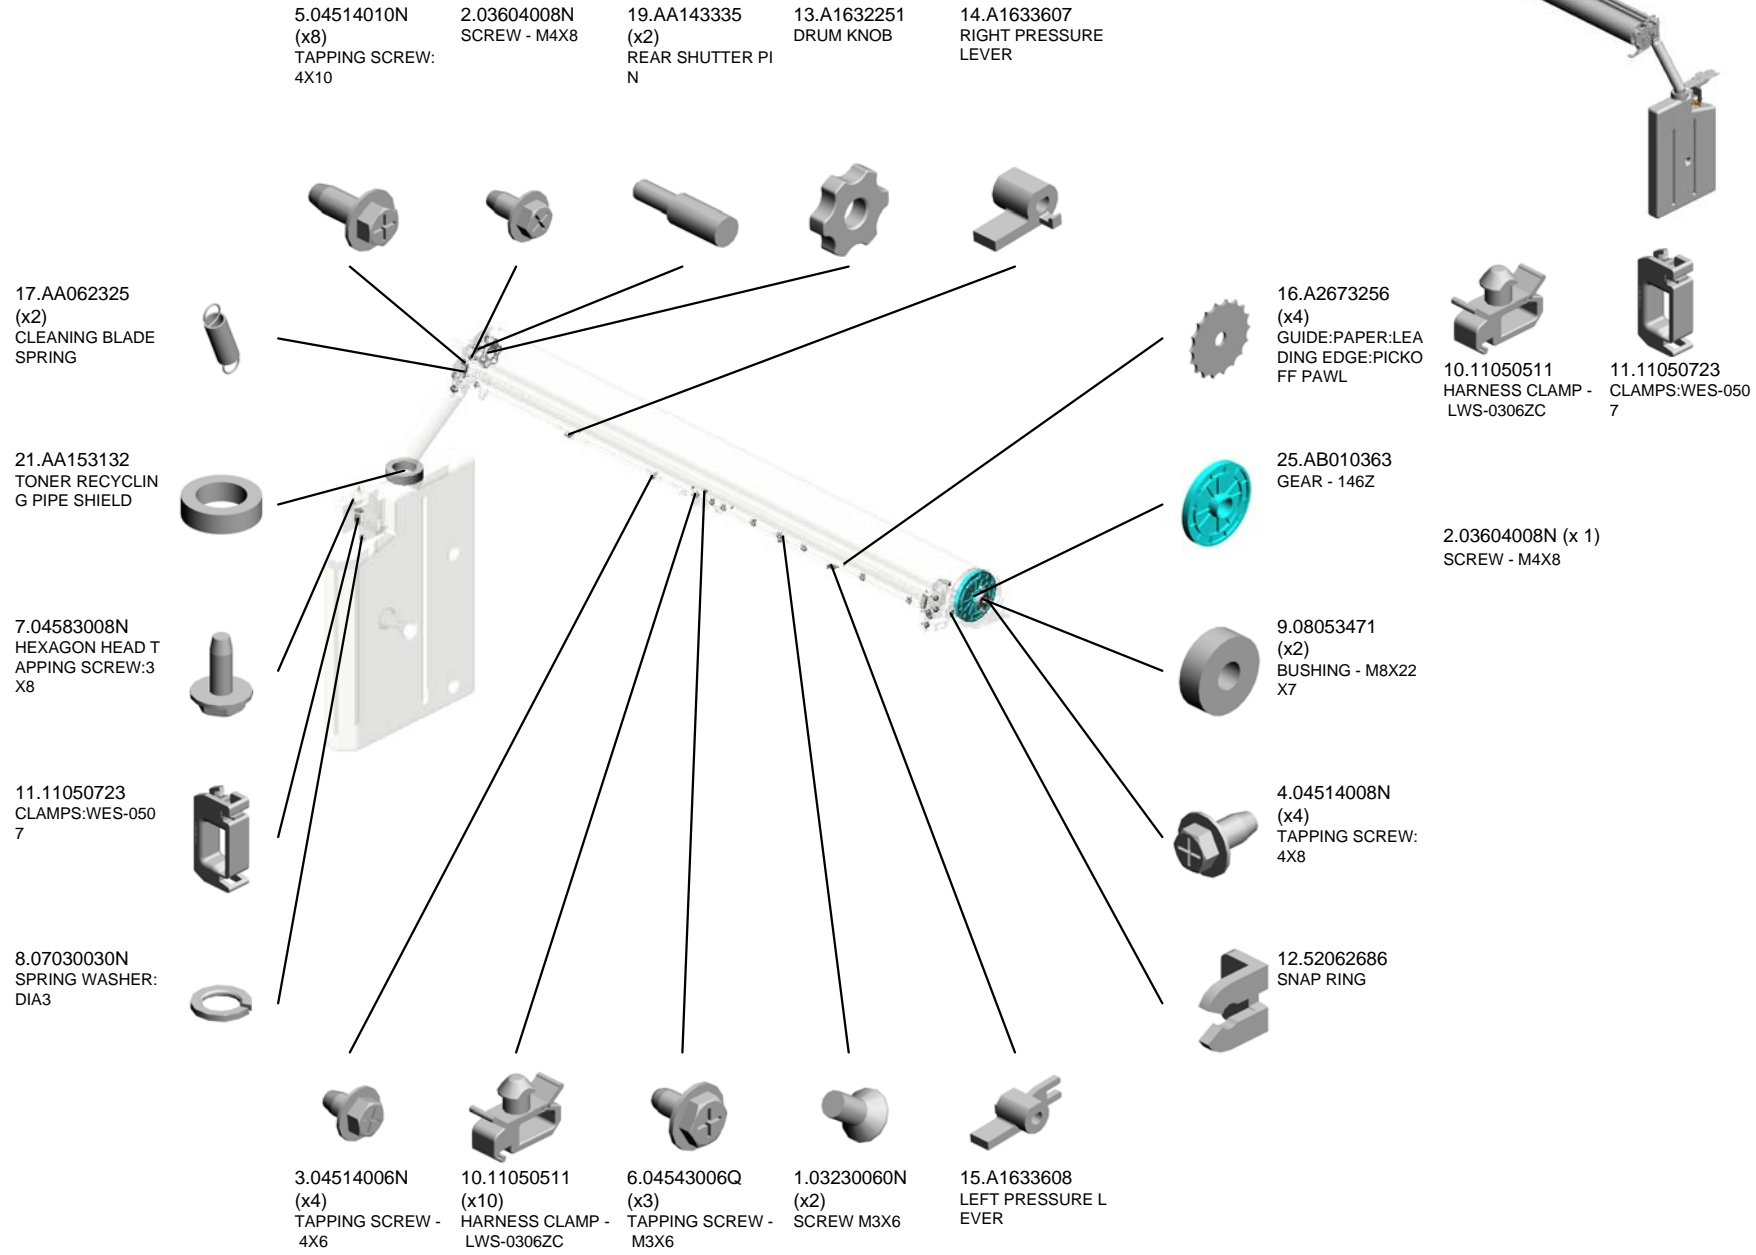 5.04514010N
(x8)
TAPPING SCREW:
4X10
2.03604008N
SCREW - M4X8
19.AA143335
(x2)
REAR SHUTTER PI
N
13.A1632251
DRUM KNOB
14.A1633607
RIGHT PRESSURE
LEVER
17.AA062325
(x2)
CLEANING BLADE
SPRING
16.A2673256
(x4)
GUIDE:PAPER:LEA
DING EDGE:PICKO
FF PAWL
10.11050511
HARNESS CLAMP -
LWS-0306ZC
11.11050723
CLAMPS:WES-050
7
21.AA153132
TONER RECYCLIN
G PIPE SHIELD
25.AB010363
GEAR - 146Z
2.03604008N (x 1)
SCREW - M4X8
7.04583008N
HEXAGON HEAD T
APPING SCREW:3
X8
9.08053471
(x2)
BUSHING - M8X22
X7
11.11050723
CLAMPS:WES-050
7
4.04514008N
(x4)
TAPPING SCREW:
4X8
8.07030030N
SPRING WASHER:
DIA3
12.52062686
SNAP RING
3.04514006N
(x4)
TAPPING SCREW -
4X6
10.11050511
(x10)
HARNESS CLAMP -
LWS-0306ZC
6.04543006Q
(x3)
TAPPING SCREW -
M3X6
1.03230060N
(x2)
SCREW M3X6
15.A1633608
LEFT PRESSURE L
EVER